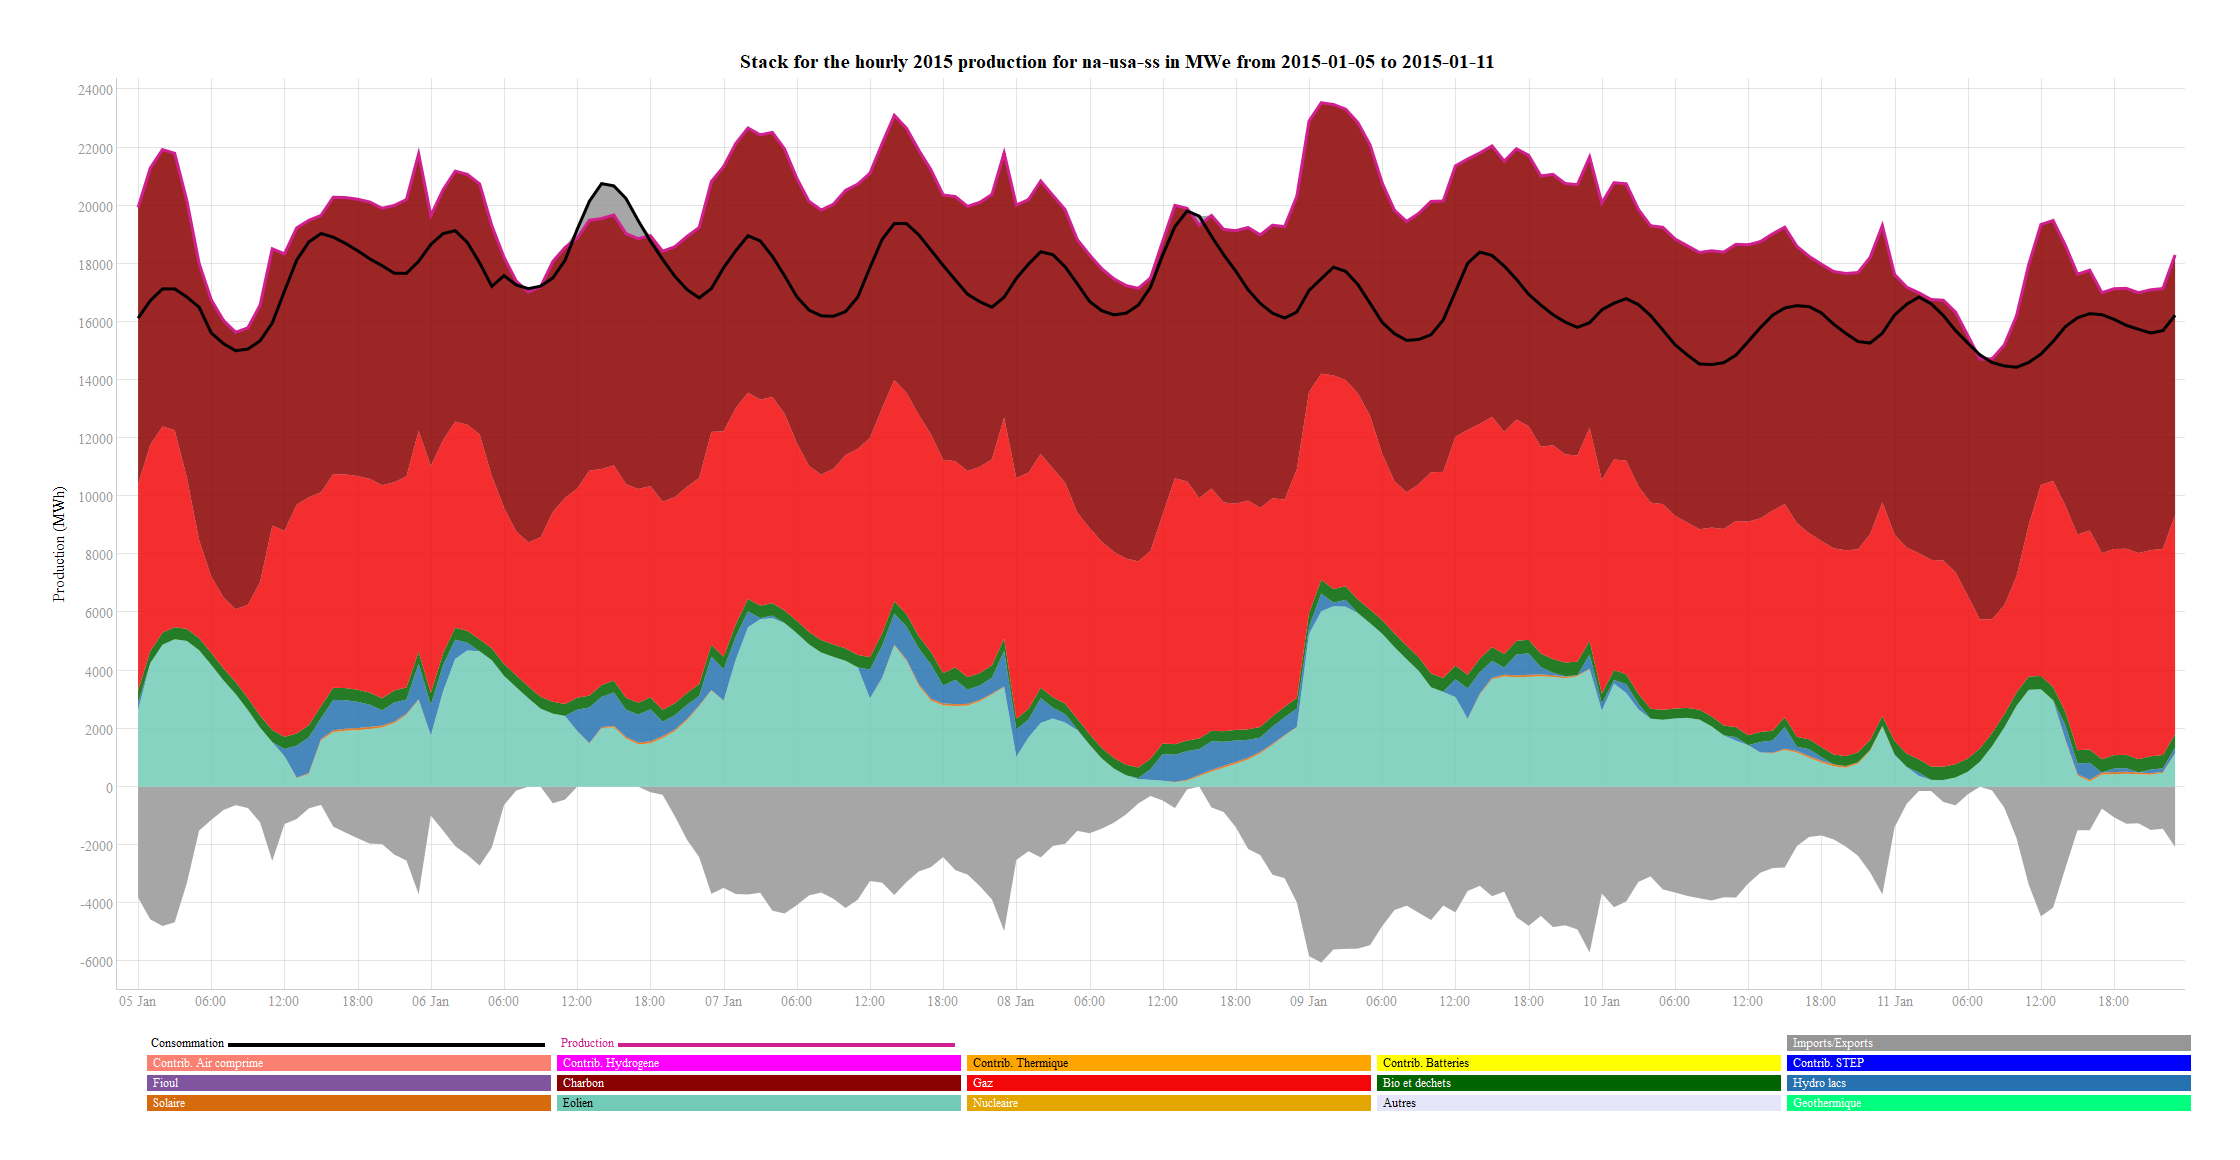 Stack for the hourly 2015 production for na-usa-ss in MWe from 2015-01-05 to 2015-01-11
24000
22000
20000
18000
16000
14000
12000
10000
8000
6000
4000
2000
0
-2000
-4000
-6000
Production (MWh)
05 Jan 06:00 12:00 18:00 06 Jan 06:00 12:00 18:00 07 Jan 06:00 12:00 18:00 08 Jan 06:00 12:00 18:00 09 Jan 06:00 12:00 18:00 10 Jan 06:00 12:00 18:00 11 Jan 06:00 12:00 18:00
Consommation Production Imports/Exports
Contrib. Air comprime Contrib. Hydrogene Contrib. Thermique Contrib. Batteries Contrib. STEP
Fioul Charbon Gaz Bio et dechets Hydro lacs
Solaire Eolien Nucleaire Autres Geothermique